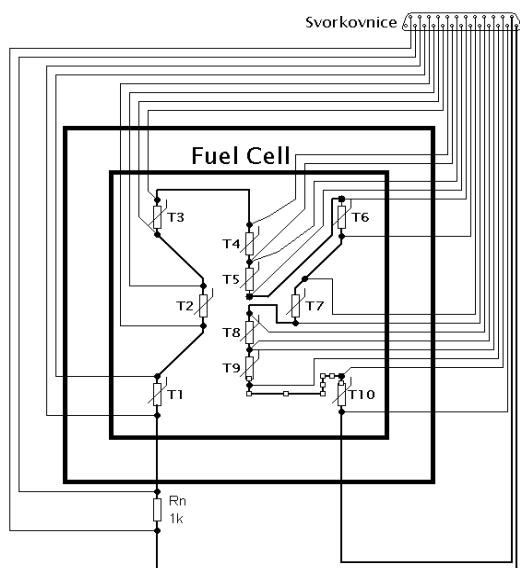 Svorkovnice
Fuel Cell
T3
T6
T4
T5
T2
T7
T8
T9
T1
T10
Rn
1k